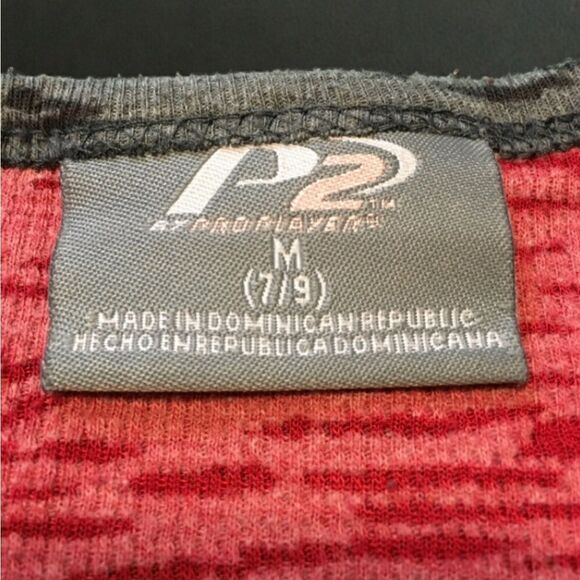 P2™
BY PRO PLAYER®
M
(7/9)
MADE IN DOMINICAN REPUBLIC
HECHO EN REPUBLICA DOMINICANA